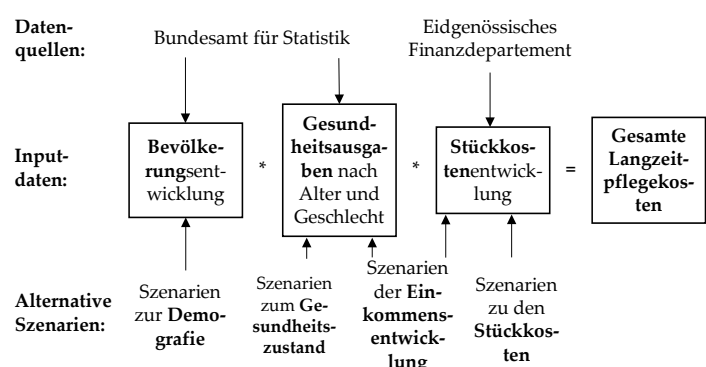 Daten-
quellen:
Bundesamt für Statistik
Eidgenössisches
Finanzdepartement
Input-
daten:
Bevölke-
rungsent-
wicklung
*
Gesund-
heitsausga-
ben nach
Alter und
Geschlecht
*
Stückkos-
tenentwick-
lung
=
Gesamte
Langzeit-
pflegekos-
ten
Alternative
Szenarien:
Szenarien
zur Demo-
grafie
Szenarien
zum Ge-
sundheits-
zustand
Szenarien
der Ein-
kommens-
entwick-
lung
Szenarien
zu den
Stückkos-
ten